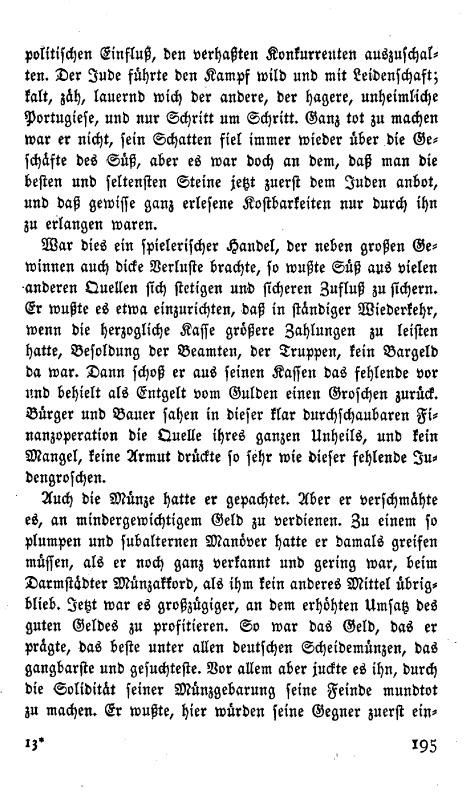 politischen Einfluß, den verhaßten Konkurrenten auszuschal-
ten. Der Jude führte den Kampf wild und mit Leidenschaft;
kalt, zäh, lauernd wich der andere, der hagere, unheimliche
Portugiese, und nur Schritt um Schritt. Ganz tot zu machen
war er nicht, sein Schatten fiel immer wieder über die Ge-
schäfte des Süß, aber es war doch an dem, daß man die
besten und seltensten Steine jetzt zuerst dem Juden anbot,
und daß gewisse ganz erlesene Kostbarkeiten nur durch ihn
zu erlangen waren.
War dies ein spielerischer Handel, der neben großen Ge-
winnen auch dicke Verluste brachte, so wußte Süß aus vielen
anderen Quellen sich stetigen und sicheren Zufluß zu sichern.
Er wußte es etwa einzurichten, daß in ständiger Wiederkehr,
wenn die herzogliche Kasse größere Zahlungen zu leisten
hatte, Besoldung der Beamten, der Truppen, kein Bargeld
da war. Dann schoß er aus seinen Kassen das fehlende vor
und behielt als Entgelt vom Gulden einen Groschen zurück.
Bürger und Bauer sahen in dieser klar durchschaubaren Fi-
nanzoperation die Quelle ihres ganzen Unheils, und kein
Mangel, keine Armut drückte so sehr wie dieser fehlende Ju-
dengroschen.
Auch die Münze hatte er gepachtet. Aber er verschmähte
es, an mindergewichtigem Geld zu verdienen. Zu einem so
plumpen und subalternen Manöver hatte er damals greifen
müssen, als er noch ganz verkannt und gering war, beim
Darmstädter Münzakkord, als ihm kein anderes Mittel übrig-
blieb. Jetzt war es großzügiger, an dem erhöhten Umsatz des
guten Geldes zu profitieren. So war das Geld, das er
prägte, das beste unter allen deutschen Scheidemünzen, das
gangbarste und gesuchteste. Vor allem aber juckte es ihn, durch
die Solidität seiner Münzgebarung seine Feinde mundtot
zu machen. Er wußte, hier würden seine Gegner zuerst ein-
13* 195